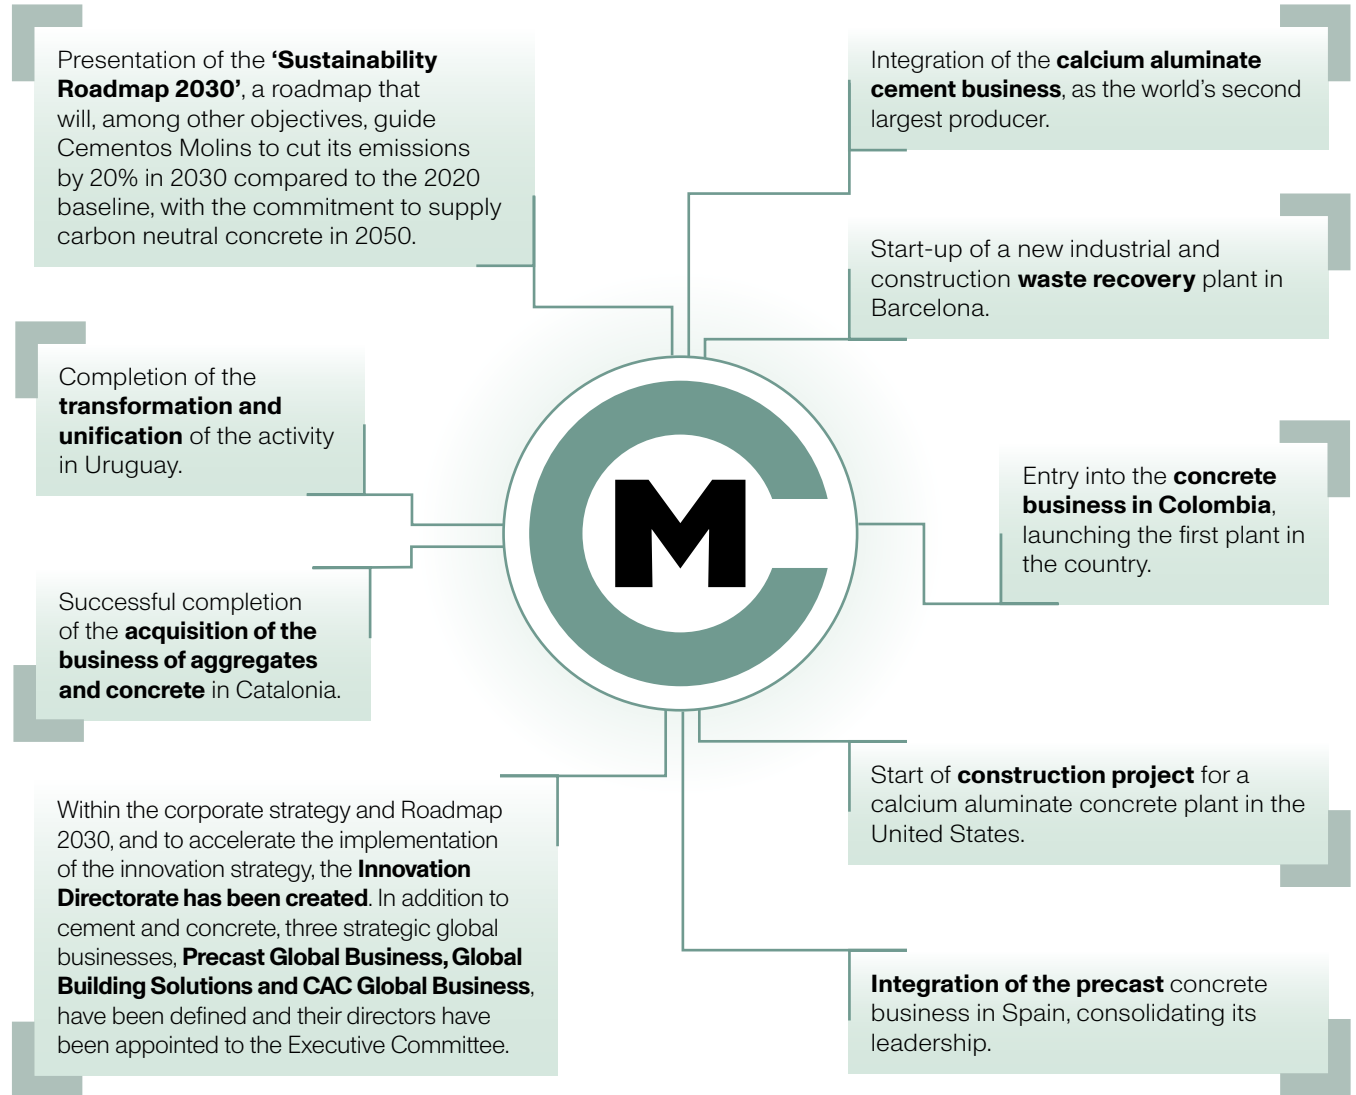 Presentation of the ‘Sustainability
Roadmap 2030’, a roadmap that
will, among other objectives, guide
Cementos Molins to cut its emissions
by 20% in 2030 compared to the 2020
baseline, with the commitment to supply
carbon neutral concrete in 2050.
Integration of the calcium aluminate
cement business, as the world’s second
largest producer.
Start-up of a new industrial and
construction waste recovery plant in
Barcelona.
Completion of the
transformation and
unification of the activity
in Uruguay.
Entry into the concrete
business in Colombia,
launching the first plant in
the country.
CM
Successful completion
of the acquisition of the
business of aggregates
and concrete in Catalonia.
Start of construction project for a
calcium aluminate concrete plant in the
United States.
Within the corporate strategy and Roadmap
2030, and to accelerate the implementation
of the innovation strategy, the Innovation
Directorate has been created. In addition to
cement and concrete, three strategic global
businesses, Precast Global Business, Global
Building Solutions and CAC Global Business,
have been defined and their directors have
been appointed to the Executive Committee.
Integration of the precast concrete
business in Spain, consolidating its
leadership.